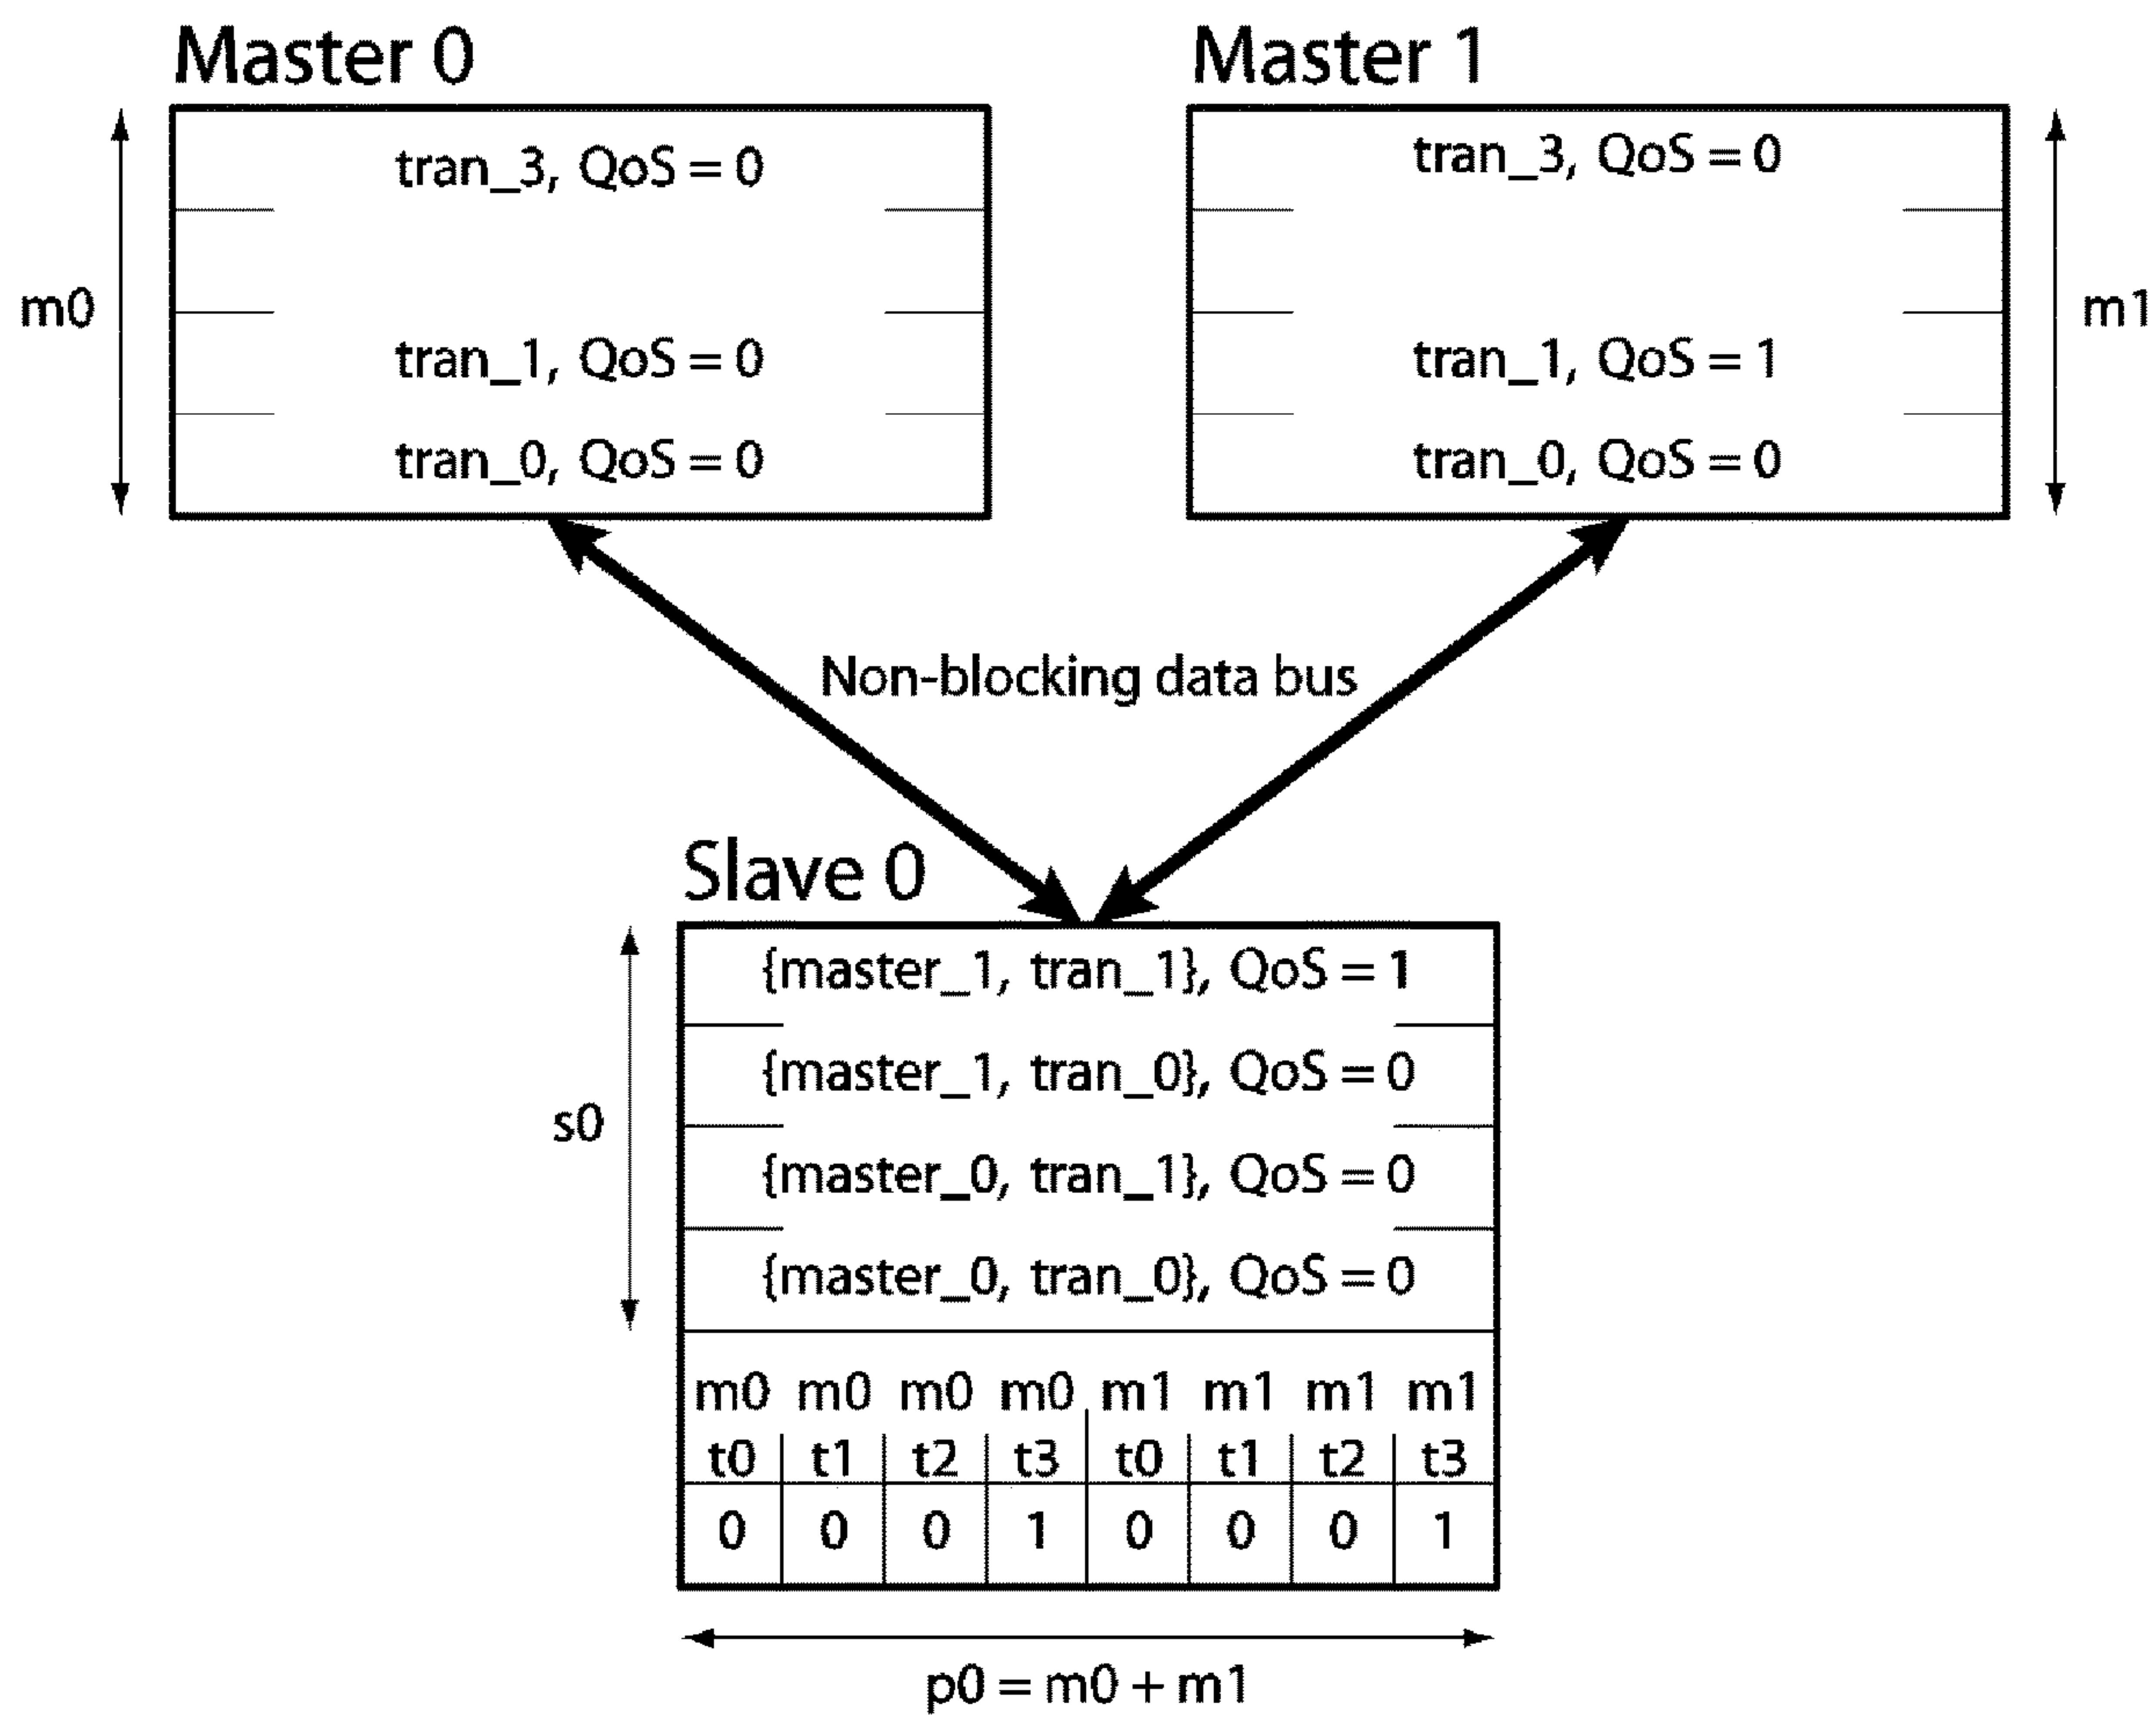 Master 0
Master 1
m0
tran_3, QoS = 0
tran_1, QoS = 0
tran_0, QoS = 0
tran_3, QoS = 0
tran_1, QoS = 1
tran_0, QoS = 0
m1
Non-blocking data bus
Slave 0
s0
{master_1, tran_1}, QoS = 1
{master_1, tran_0}, QoS = 0
{master_0, tran_1}, QoS = 0
{master_0, tran_0}, QoS = 0
m0 m0 m0 m0 m1 m1 m1 m1
t0 t1 t2 t3 t0 t1 t2 t3
0 0 0 1 0 0 0 1
p0 = m0 + m1